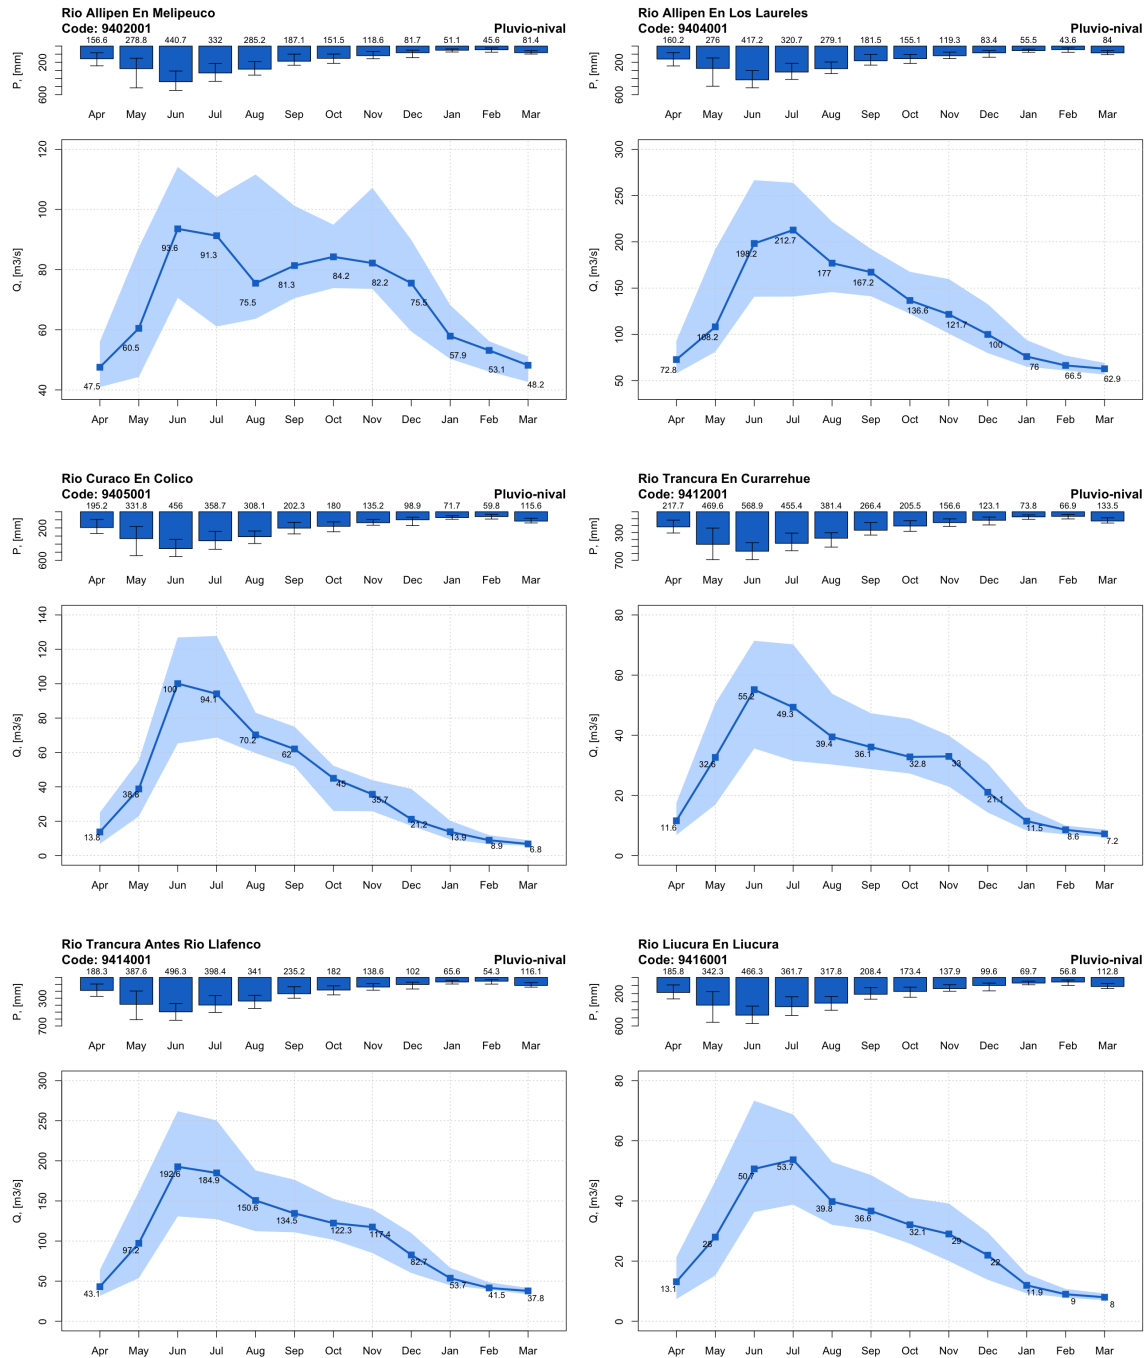 Rio Allipen En Melipeuco
Code: 9402001
Pluvio-nival
156.6 278.8 440.7 332 285.2 187.1 151.5 118.6 81.7 51.1 45.6 81.4
P, [mm]
200
600
Apr May Jun Jul Aug Sep Oct Nov Dec Jan Feb Mar
Q, [m3/s]
120
100
80
60
40
47.5 60.5 93.6 91.3 75.5 81.3 84.2 82.2 75.5 57.9 53.1 48.2
Apr May Jun Jul Aug Sep Oct Nov Dec Jan Feb Mar
Rio Allipen En Los Laureles
Code: 9404001
Pluvio-nival
160.2 276 417.2 320.7 279.1 181.5 155.1 119.3 83.4 55.5 43.6 84
P, [mm]
200
600
Apr May Jun Jul Aug Sep Oct Nov Dec Jan Feb Mar
Q, [m3/s]
300
250
200
150
100
50
72.8 108.2 198.2 212.7 177 167.2 136.6 121.7 100 76 66.5 62.9
Apr May Jun Jul Aug Sep Oct Nov Dec Jan Feb Mar
Rio Curaco En Colico
Code: 9405001
Pluvio-nival
195.2 331.8 456 358.7 308.1 202.3 180 135.2 98.9 71.7 59.8 115.6
P, [mm]
200
600
Apr May Jun Jul Aug Sep Oct Nov Dec Jan Feb Mar
Q, [m3/s]
140
120
100
80
60
40
20
0
13.8 38.8 100 94.1 70.2 62 45 35.7 21.2 13.9 8.9 6.8
Apr May Jun Jul Aug Sep Oct Nov Dec Jan Feb Mar
Rio Trancura En Curarrehue
Code: 9412001
Pluvio-nival
217.7 469.6 568.9 455.4 381.4 266.4 205.5 156.6 123.1 73.8 66.9 133.5
P, [mm]
300
700
Apr May Jun Jul Aug Sep Oct Nov Dec Jan Feb Mar
Q, [m3/s]
80
60
40
20
0
11.6 32.6 55.2 49.3 39.4 36.1 32.8 33 21.1 11.5 8.6 7.2
Apr May Jun Jul Aug Sep Oct Nov Dec Jan Feb Mar
Rio Trancura Antes Rio Llafenco
Code: 9414001
Pluvio-nival
188.3 387.6 496.3 398.4 341 235.2 182 138.6 102 65.6 54.3 116.1
P, [mm]
300
700
Apr May Jun Jul Aug Sep Oct Nov Dec Jan Feb Mar
Q, [m3/s]
300
250
200
150
100
50
0
43.1 97.2 192.6 184.9 150.6 134.5 122.3 117.4 82.7 53.7 41.5 37.8
Apr May Jun Jul Aug Sep Oct Nov Dec Jan Feb Mar
Rio Liucura En Liucura
Code: 9416001
Pluvio-nival
185.8 342.3 466.3 361.7 317.8 208.4 173.4 137.9 99.6 69.7 56.8 112.8
P, [mm]
200
600
Apr May Jun Jul Aug Sep Oct Nov Dec Jan Feb Mar
Q, [m3/s]
80
60
40
20
0
13.1 28 50.7 53.7 39.8 36.6 32.1 29 22 11.9 9 8
Apr May Jun Jul Aug Sep Oct Nov Dec Jan Feb Mar